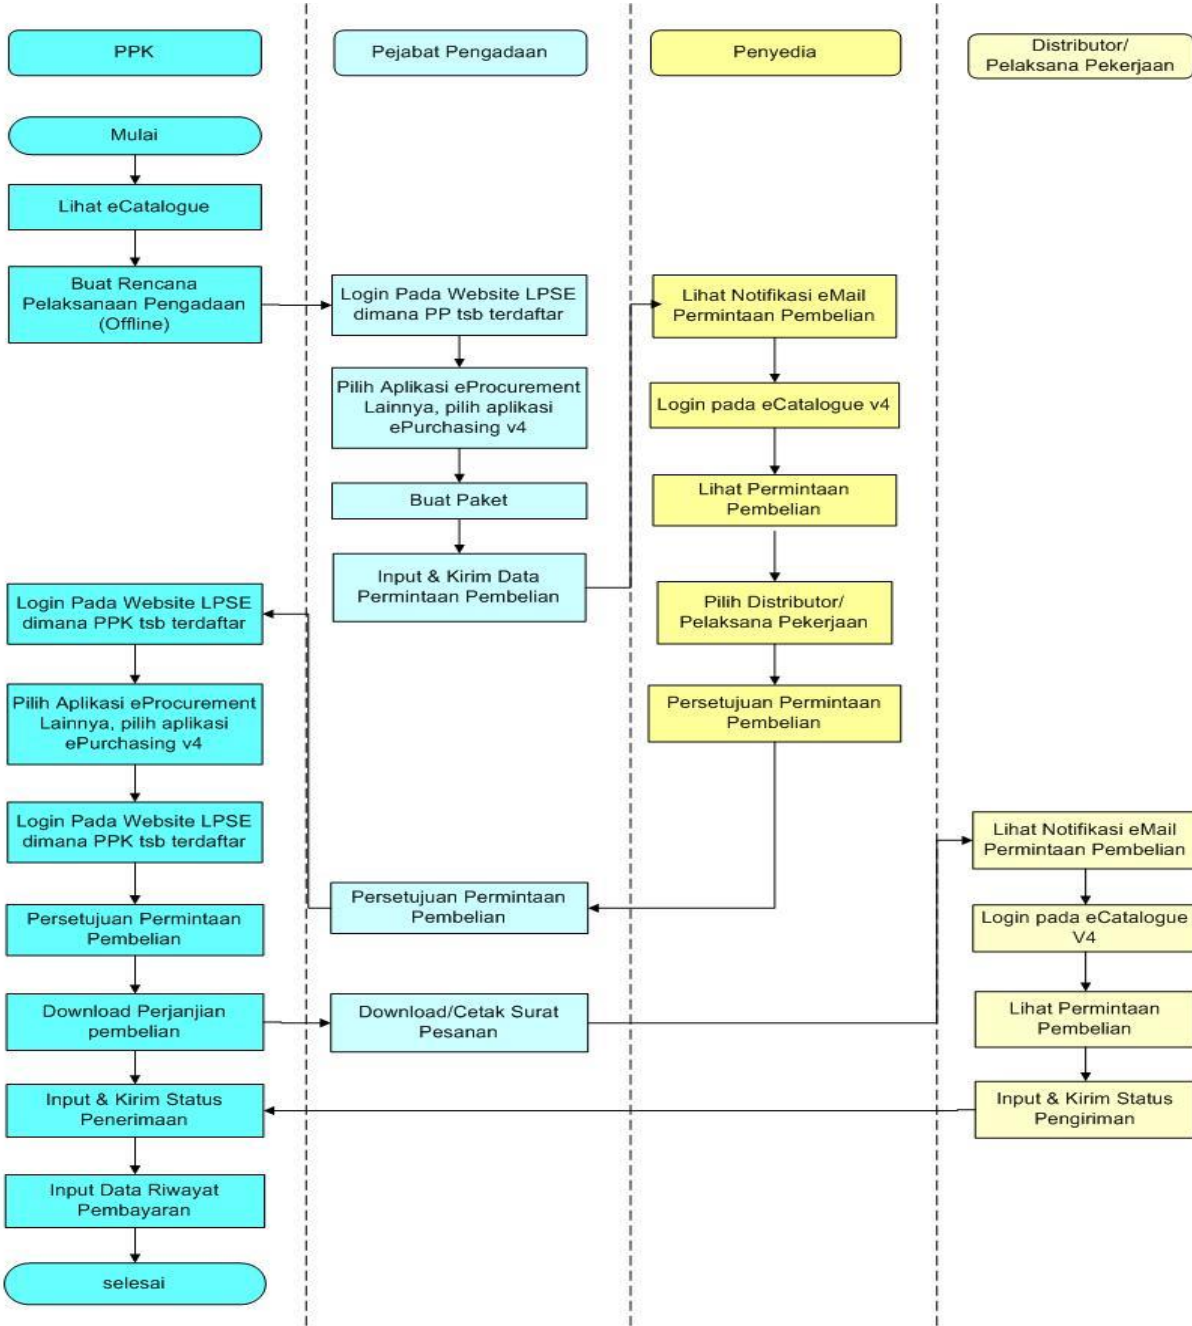 PPK
Pejabat Pengadaan
Penyedia
Distributor/
Pelaksana Pekerjaan
Mulai
Lihat eCatalogue
Buat Rencana
Pelaksanaan Pengadaan
(Offline)
Login Pada Website LPSE
dimana PPK tsb terdaftar
Pilih Aplikasi eProcurement
Lainnya, pilih aplikasi
ePurchasing v4
Login Pada Website LPSE
dimana PPK tsb terdaftar
Persetujuan Permintaan
Pembelian
Download Perjanjian
pembelian
Input & Kirim Status
Penerimaan
Input Data Riwayat
Pembayaran
selesai
Login Pada Website LPSE
dimana PP tsb terdaftar
Pilih Aplikasi eProcurement
Lainnya, pilih aplikasi
ePurchasing v4
Buat Paket
Input & Kirim Data
Permintaan Pembelian
Persetujuan Permintaan
Pembelian
Download/Cetak Surat
Pesanan
Lihat Notifikasi eMail
Permintaan Pembelian
Login pada eCatalogue v4
Lihat Permintaan
Pembelian
Pilih Distributor/
Pelaksana Pekerjaan
Persetujuan Permintaan
Pembelian
Lihat Notifikasi eMail
Permintaan Pembelian
Login pada eCatalogue
V4
Lihat Permintaan
Pembelian
Input & Kirim Status
Pengiriman